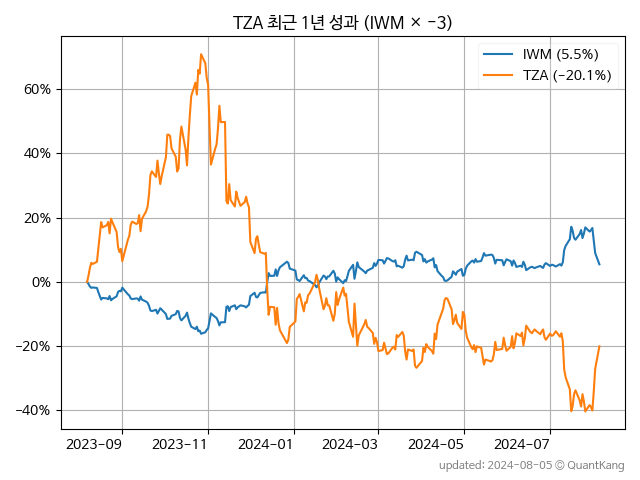 TZA 최근 1년 성과 (IWM × −3)
IWM (5.5%)
TZA (−20.1%)
60%
40%
20%
0%
−20%
−40%
2023-09 2023-11 2024-01 2024-03 2024-05 2024-07
updated: 2024-08-05 © QuantKang